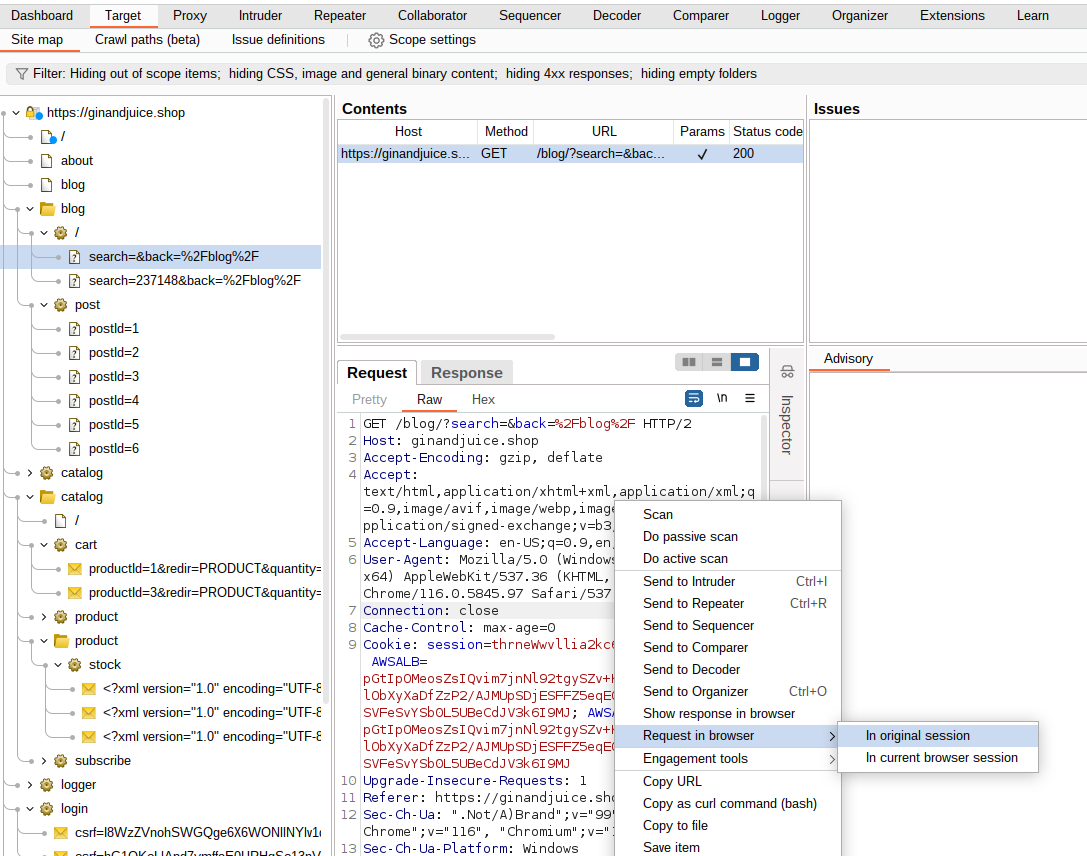 Dashboard Target Proxy Intruder Repeater Collaborator Sequencer Decoder Comparer Logger Organizer Extensions Learn
Site map Crawl paths (beta) Issue definitions Scope settings
Filter: Hiding out of scope items; hiding CSS, image and general binary content; hiding 4xx responses; hiding empty folders
https://ginandjuice.shop
/
about
blog
blog
/
search=&back=%2Fblog%2F
search=237148&back=%2Fblog%2F
post
postId=1
postId=2
postId=3
postId=4
postId=5
postId=6
catalog
catalog
/
cart
productId=1&redir=PRODUCT&quantity=
productId=3&redir=PRODUCT&quantity=
product
product
stock
<?xml version="1.0" encoding="UTF-8
<?xml version="1.0" encoding="UTF-8
<?xml version="1.0" encoding="UTF-8
subscribe
logger
login
Contents
Host Method URL Params Status code
https://ginandjuice.s... GET /blog/?search=&bac... ✓ 200
Issues
Advisory
Request Response
Pretty Raw Hex \n
Inspector
1 GET /blog/?search=&back=%2Fblog%2F HTTP/2
2 Host: ginandjuice.shop
3 Accept-Encoding: gzip, deflate
4 Accept:
text/html,application/xhtml+xml,application/xml;q
=0.9,image/avif,image/webp,imag
pplication/signed-exchange;v=b3
5 Accept-Language: en-US;q=0.9,en
6 User-Agent: Mozilla/5.0 (Windows
x64) AppleWebKit/537.36 (KHTML,
Chrome/116.0.5845.97 Safari/537
7 Connection: close
8 Cache-Control: max-age=0
9 Cookie: session=thrneWwvllia2kc
AWSALB=
pGtIpOMeosZsIQvim7jnNl92tgySZv+
lObXyXaDfZzP2/AJMUpSDjESFFZ5eqE
SVFeSvYSbOL5UBeCdJV3k6I9MJ; AWSA
pGtIpOMeosZsIQvim7jnNl92tgySZv+
lObXyXaDfZzP2/AJMUpSDjESFFZ5eqE
SVFeSvYSbOL5UBeCdJV3k6I9MJ
10 Upgrade-Insecure-Requests: 1
11 Referer: https://ginandjuice.sho
12 Sec-Ch-Ua: ".Not/A)Brand";v="99"
Chrome";v="116", "Chromium";v="
13 Sec-Ch-Ua-Platform: Windows
Scan
Do passive scan
Do active scan
Send to Intruder Ctrl+I
Send to Repeater Ctrl+R
Send to Sequencer
Send to Comparer
Send to Decoder
Send to Organizer Ctrl+O
Show response in browser
Request in browser
Engagement tools
Copy URL
Copy as curl command (bash)
Copy to file
Save item
In original session
In current browser session